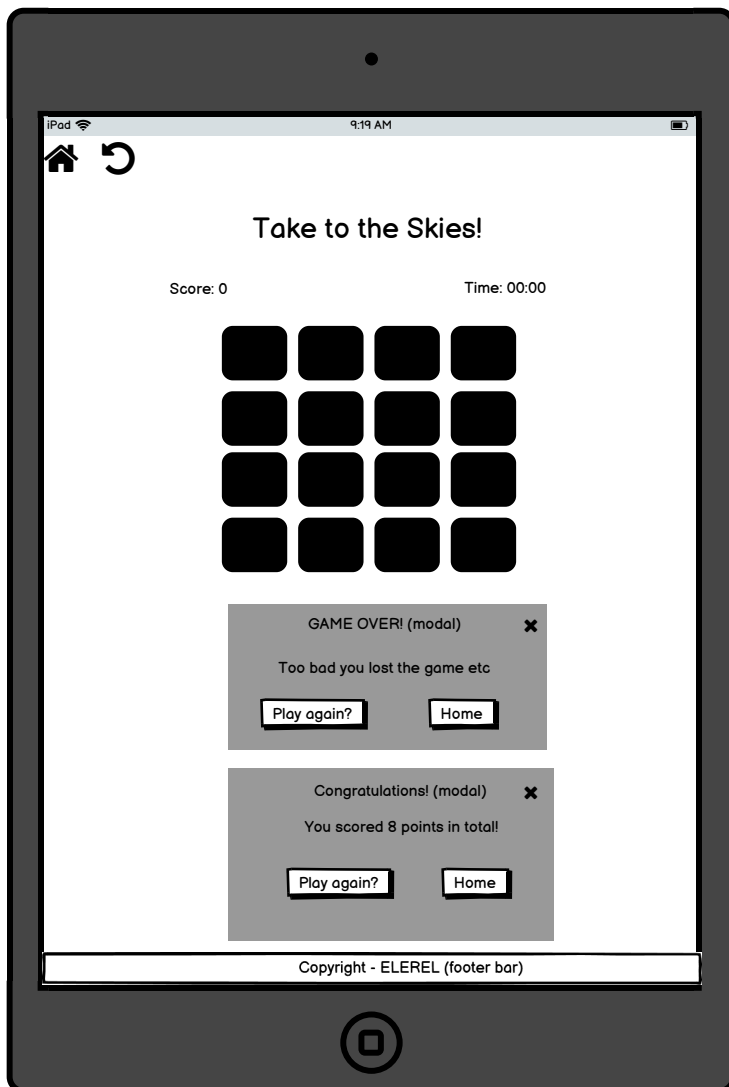 iPad 9:19 AM
Take to the Skies!
Score: 0 Time: 00:00
GAME OVER! (modal)
Too bad you lost the game etc
Play again? Home
Congratulations! (modal)
You scored 8 points in total!
Play again? Home
Copyright - ELEREL (footer bar)